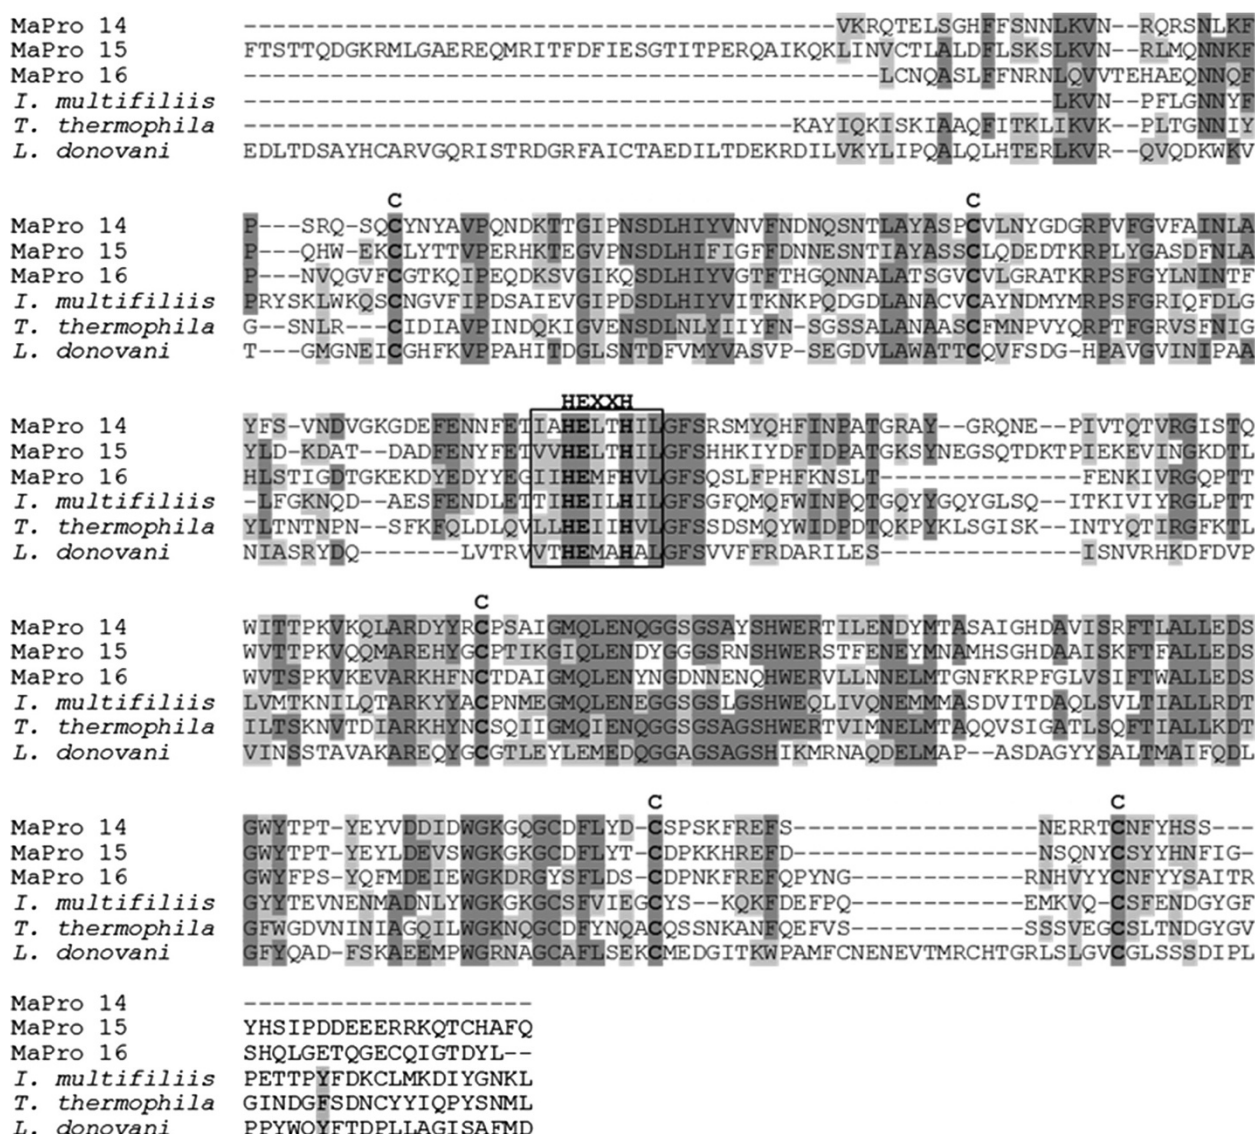 MaPro 14 -----------------------------------------VKRQTELSGHFFSNNLKVN--RQRSNLKF
MaPro 15 FTSTTQDGKRMLGAEREQMRITFDFIESGTITPERQAIKQKLINVCTLALDFLSKSLKVN--RLMQNNKF
MaPro 16 --------------------------------------------LCNQASLFFNRNLQVVTEHAEQNNQF
I. multifiliis --------------------------------------------------------LKVN--PFLGNNYF
T. thermophila --------------------------------------KAYIQKISKIAAQFITKLIKVK--PLTGNNIY
L. donovani EDLTDSAYHCARVGQRISTRDGRFAICTAEDILTDEKRDILVKYLIPQALQLHTERLKVR--QVQDKWKV
C C
MaPro 14 P---SRQ-SQCYNYAVPQNDKTTGIPNSDLHIYVNVFNDNQSNTLAYASPCVLNYGDGRPVFGVFAINLA
MaPro 15 P---QHW-EKCLYTTVPERHKTEGVPNSDLHIFIGFFDNNESNTIAYASSCLQDEDTKRPLYGASDFNLA
MaPro 16 P---NVQGVFCGTKQIPEQDKSVGIKQSDLHIYVGTFTHGQNNALATSGVCVLGRATKRPSFGYLNINTF
I. multifiliis PRYSKLWKQSCNGVFIPDSAIEVGIPDSDLHIYVITKNKPQDGDLANACVCAYNDMYMRPSFGRIQFDLG
T. thermophila G--SNLR---CIDIAVPINDQKIGVENSDLNLYIIYFN-SGSSALANAASCFMNPVYQRPTFGRVSFNIG
L. donovani T---GMGNEICGHFKVPPAHITDGLSNTDFVMYVASVP-SEGDVLAWATTCQVFSDG-HPAVGVINIPAA
HEXXH
MaPro 14 YFS-VNDVGKGDEFENNFETIAHELTHILGFSRSMYQHFINPATGRAY--GRQNE--PIVTQTVRGISTQ
MaPro 15 YLD-KDAT--DADFENYFETVVHELTHILGFSHHKIYDFIDPATGKSYNEGSQTDKTPIEKEVINGKDTL
MaPro 16 HLSTIGDTGKEKDYEDYYEGIIHEMFHVLGFSQSLFPHFKNSLT--------------FENKIVRGQPTT
I. multifiliis -LFGKNQD--AESFENDLETTIHEILHILGFSGFQMQFWINPQTGQYYGQYGLSQ--ITKIVIYRGLPTT
T. thermophila YLTNTNPN--SFKFQLDLQVLLHEIIHVLGFSSDSMQYWIDPDTQKPYKLSGISK--INTYQTIRGFKTL
L. donovani NIASRYDQ-------LVTRVVTHEMAHALGFSVVFFRDARILES--------------ISNVRHKDFDVP
C
MaPro 14 WITTPKVKQLARDYYRCPSAIGMQLENQGGSGSAYSHWERTILENDYMTASAIGHDAVISRFTLALLEDS
MaPro 15 WVTTPKVQQMAREHYGCPTIKGIQLENDYGGGSRNSHWERSTFENEYMNAMHSGHDAAISKFTFALLEDS
MaPro 16 WVTSPKVKEVARKHFNCTDAIGMQLENYNGDNNENQHWERVLLNNELMTGNFKRPFGLVSIFTWALLEDS
I. multifiliis LVMTKNILQTARKYYACPNMEGMQLENEGGSGSLGSHWEMQLIVQNEMMMASDVITDAQLSVLTIALLRDT
T. thermophila ILTSKNVTDIARKHYNCSQIIGMQIENQGGSGSAGSHWERTVIMNELMTAQQVSIGATLSQFTIALLKDT
L. donovani VINSSTAVAKAREQYGCGTLEYLEMEDQGGAGSAGSHIKMRNAQDELMAP--ASDAGYYSALTMAIFQDL
C C
MaPro 14 GWYTPT-YEYVDDIDWGKGQGCDFLYD-CSPSKFREFS-----------------NERRTCNFYHSS---
MaPro 15 GWYTPT-YEYLDEVSWGKGKGCDFLYT-CDPKKHREFD-----------------NSQNYCSYYHNFIG-
MaPro 16 GWYFPS-YQFMDEIEWGKDRGYSFLDS-CDPNKFREFQPYNG------------RNHVYYCNFYYSAITR
I. multifiliis GYYTEVNENMADNLYWGKGKGCSFVIEGCYS--KQKFDEFPQ------------EMKVQ-CSFENDGYGF
T. thermophila GFWGDVNINIAGQILWGKNQGCDFYNQACQSSNKANFQEFVS------------SSSVEGCSLTNDGYGV
L. donovani GFYQAD-FSKAEEMPWGRNAGCAFLSEKCMEDGITKWPAMFCNENEVTMRCHTGRLSLGVCGLSSSDIPL
MaPro 14 --------------------
MaPro 15 YHSIPDDEEERRKQTCHAFQ
MaPro 16 SHQLGETQGECQIGTDYL--
I. multifiliis PETTPYFDKCLMKDIYGNKL
T. thermophila GINDGFSDNCYYIQPYSNML
L. donovani PPYWQYFTDPLLAGISAFMD